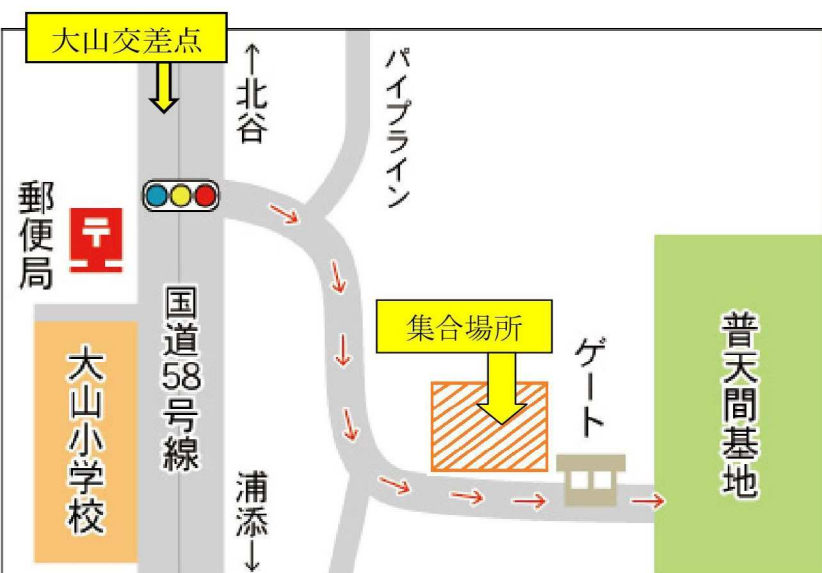 大山交差点
↑北谷
パイプライン
郵便局
〒
国道58号線
集合場所
ゲート
普天間基地
大山小学校
浦添↓